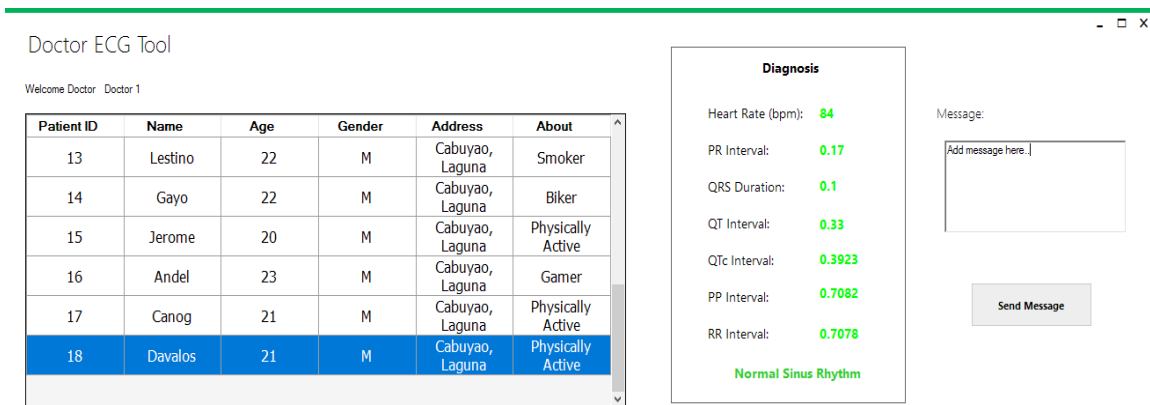 Doctor ECG Tool
Welcome Doctor Doctor 1
Patient ID Name Age Gender Address About
13 Lestino 22 M Cabuyao, Laguna Smoker
14 Gayo 22 M Cabuyao, Laguna Biker
15 Jerome 20 M Cabuyao, Laguna Physically Active
16 Andel 23 M Cabuyao, Laguna Gamer
17 Canog 21 M Cabuyao, Laguna Physically Active
18 Davalos 21 M Cabuyao, Laguna Physically Active
Diagnosis
Heart Rate (bpm): 84
PR Interval: 0.17
QRS Duration: 0.1
QT Interval: 0.33
QTc Interval: 0.3923
PP Interval: 0.7082
RR Interval: 0.7078
Normal Sinus Rhythm
Message:
Add message here..
Send Message